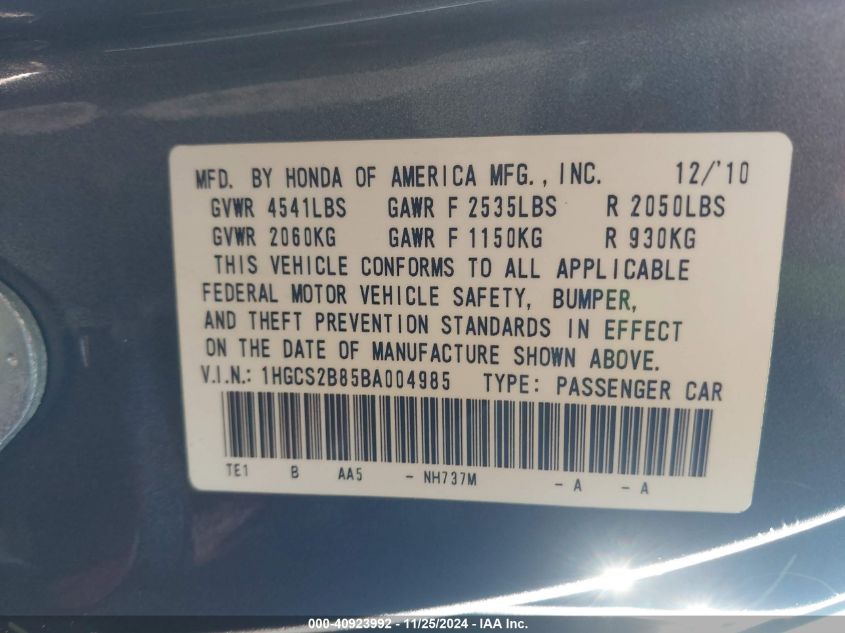 MFD. BY HONDA OF AMERICA MFG., INC. 12/'10
GVWR 4541LBS GAWR F 2535LBS R 2050LBS
GVWR 2060KG GAWR F 1150KG R 930KG
THIS VEHICLE CONFORMS TO ALL APPLICABLE
FEDERAL MOTOR VEHICLE SAFETY, BUMPER,
AND THEFT PREVENTION STANDARDS IN EFFECT
ON THE DATE OF MANUFACTURE SHOWN ABOVE.
V.I.N.: 1HGCS2B85BA004985 TYPE: PASSENGER CAR
TE1 B AA5 - NH737M - A - A
000-40923992 - 11/25/2024 - IAA Inc.